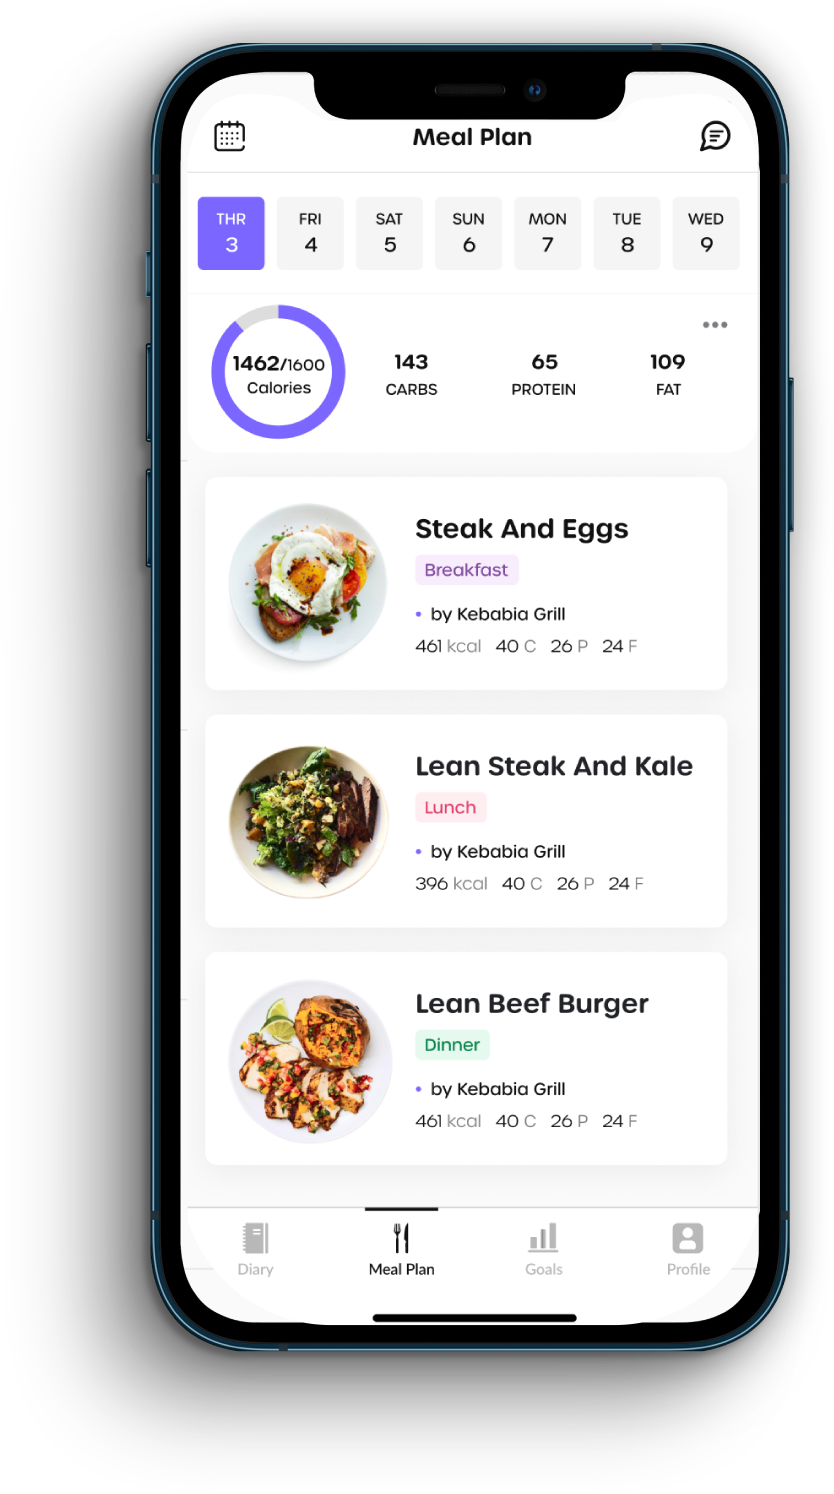 Meal Plan
THR FRI SAT SUN MON TUE WED
3 4 5 6 7 8 9
1462/1600
Calories
143 65 109
CARBS PROTEIN FAT
Steak And Eggs
Breakfast
• by Kebabia Grill
461 kcal 40 C 26 P 24 F
Lean Steak And Kale
Lunch
• by Kebabia Grill
396 kcal 40 C 26 P 24 F
Lean Beef Burger
Dinner
• by Kebabia Grill
461 kcal 40 C 26 P 24 F
Diary Meal Plan Goals Profile